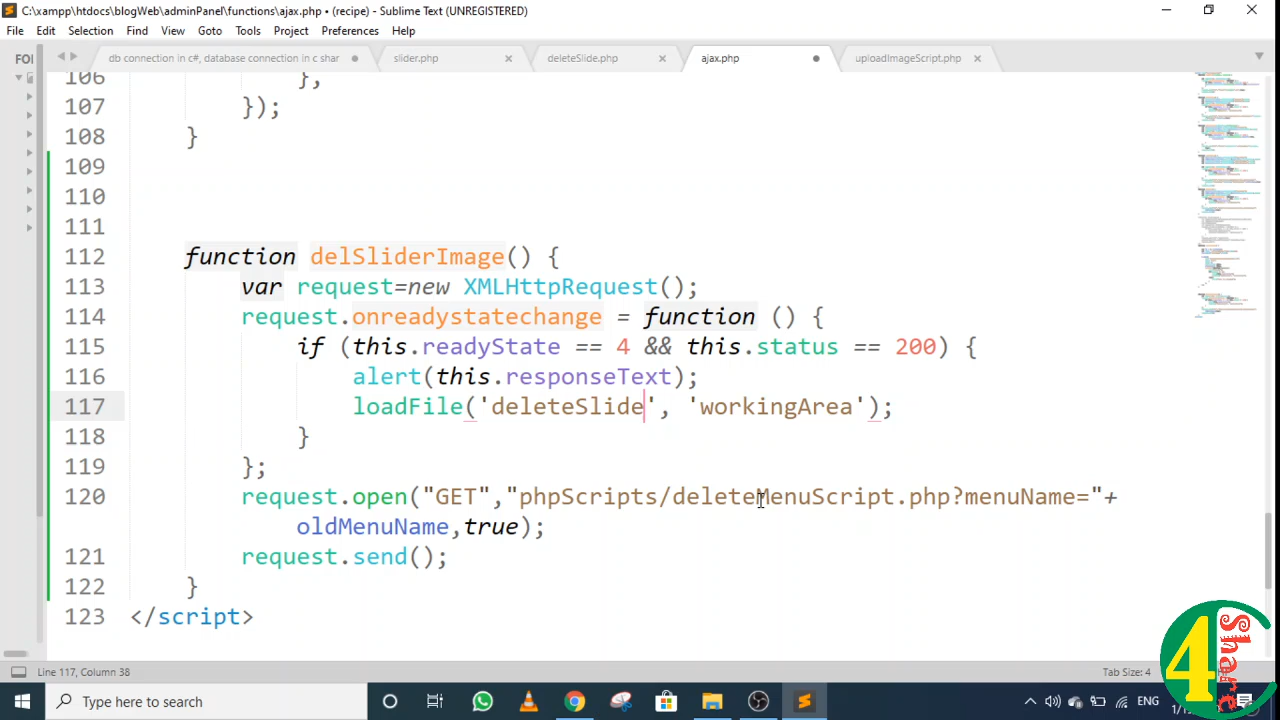 C:\xampp\htdocs\blogWeb\adminPanel\functions\ajax.php • (recipe) - Sublime Text (UNREGISTERED)
File Edit Selection Find View Goto Tools Project Preferences Help
FOI
db connection in c#, database connection in c shar
slider.php
deleteSlide.php
ajax.php
uploadImageScript.php
106 },
107 });
108 }
109
110
111
112 function delSliderImage() {
113 var request=new XMLHttpRequest();
114 request.onreadystatechange = function () {
115 if (this.readyState == 4 && this.status == 200) {
116 alert(this.responseText);
117 loadFile('deleteSlide', 'workingArea');
118 }
119 };
120 request.open("GET","phpScripts/deleteMenuScript.php?menuName="+
oldMenuName,true);
121 request.send();
122 }
123 </script>
Line 117, Column 38
Tab Size: 4
4 Share
Type here to search
ENG